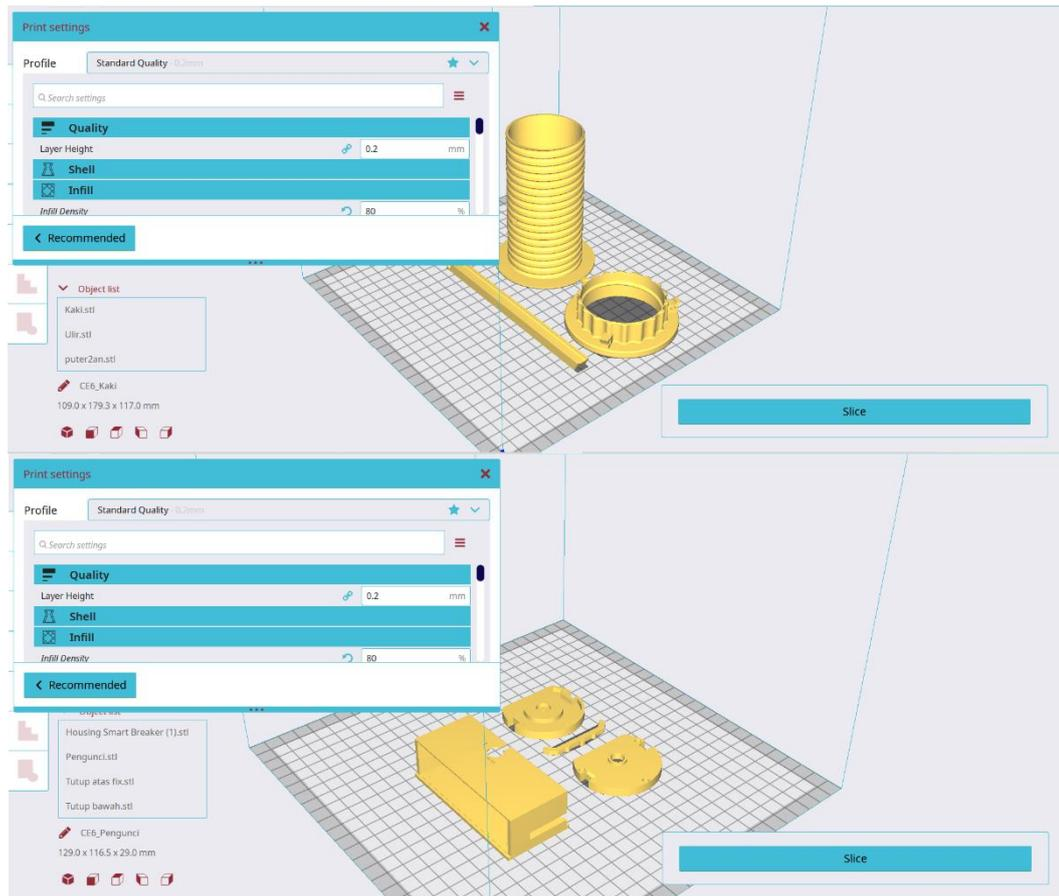 Print settings
Profile Standard Quality - 0.2mm
Search settings
Quality
Layer Height 0.2 mm
Shell
Infill
Infill Density 80 %
Recommended
Object list
Kaki.stl
Ulir.stl
puter2an.stl
CE6_Kaki
109.0 x 179.3 x 117.0 mm
Slice
Print settings
Profile Standard Quality - 0.2mm
Search settings
Quality
Layer Height 0.2 mm
Shell
Infill
Infill Density 80 %
Recommended
Object list
Housing Smart Breaker (1).stl
Pengunci.stl
Tutup atas fix.stl
Tutup bawah.stl
CE6_Pengunci
129.0 x 116.5 x 29.0 mm
Slice